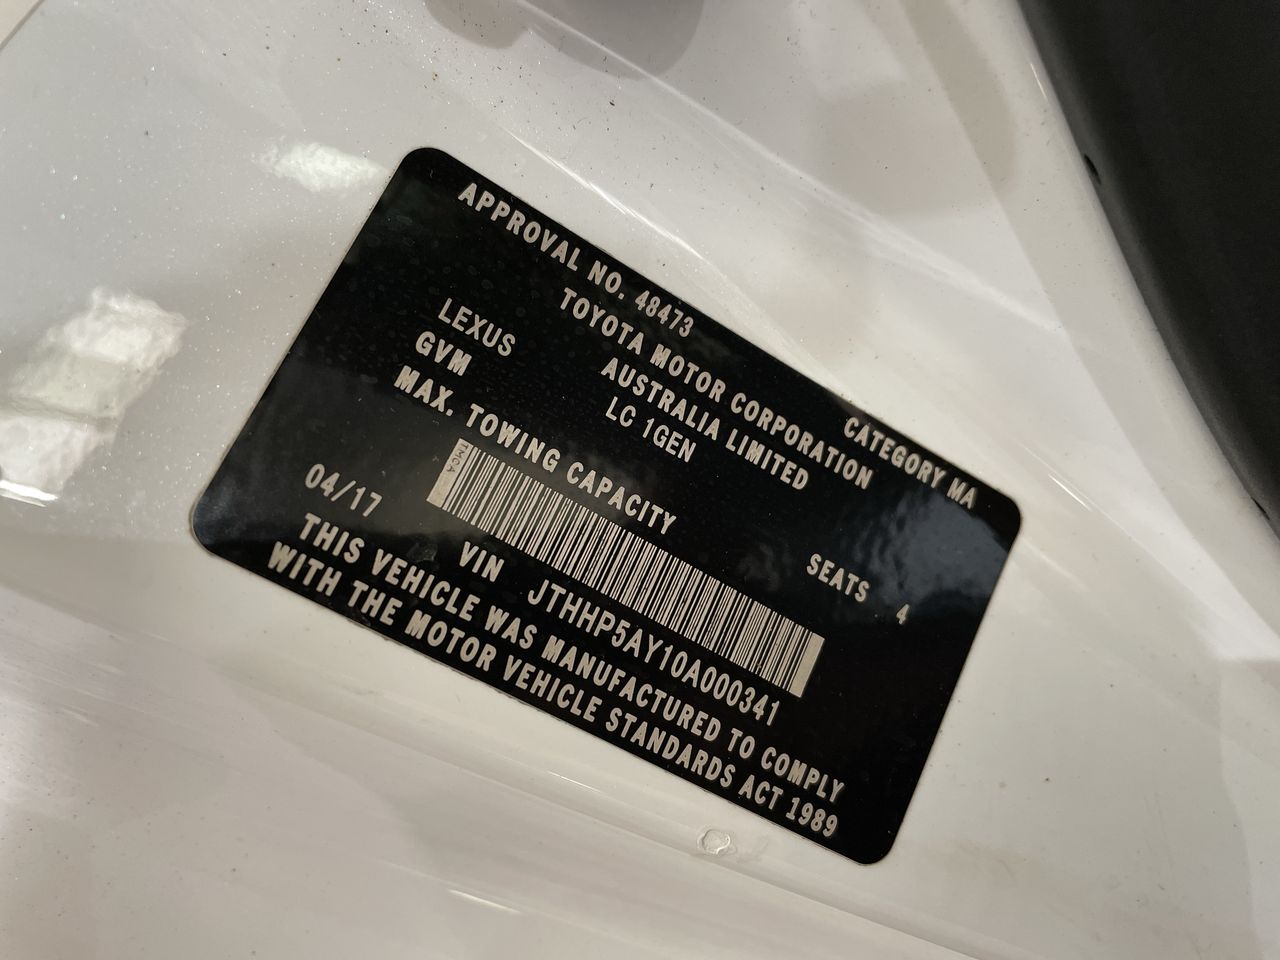 APPROVAL NO. 48473 CATEGORY MA
TOYOTA MOTOR CORPORATION
AUSTRALIA LIMITED
LEXUS LC 1GEN
GVM
MAX. TOWING CAPACITY SEATS 4
TMCA
04/17
VIN JTHHP5AY10A000341
THIS VEHICLE WAS MANUFACTURED TO COMPLY
WITH THE MOTOR VEHICLE STANDARDS ACT 1989